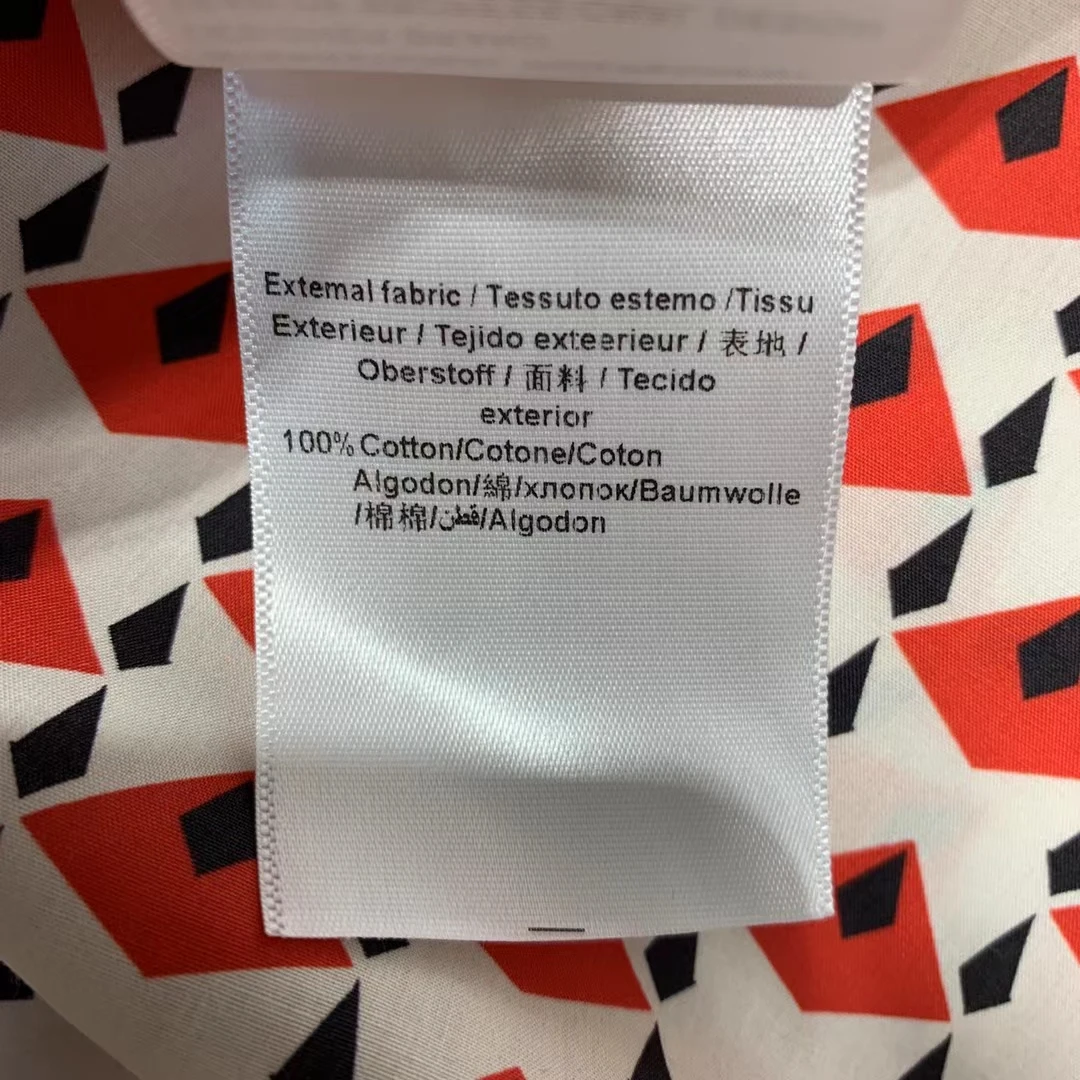 Extemal fabric / Tessuto estemo /Tissu
Exterieur / Tejido exteerieur / 表地 /
Oberstoff / 面料 / Tecido
exterior
100% Cotton/Cotone/Coton
Algodon/綿/хлопок/Baumwolle
/棉 棉/قطن/Algodon